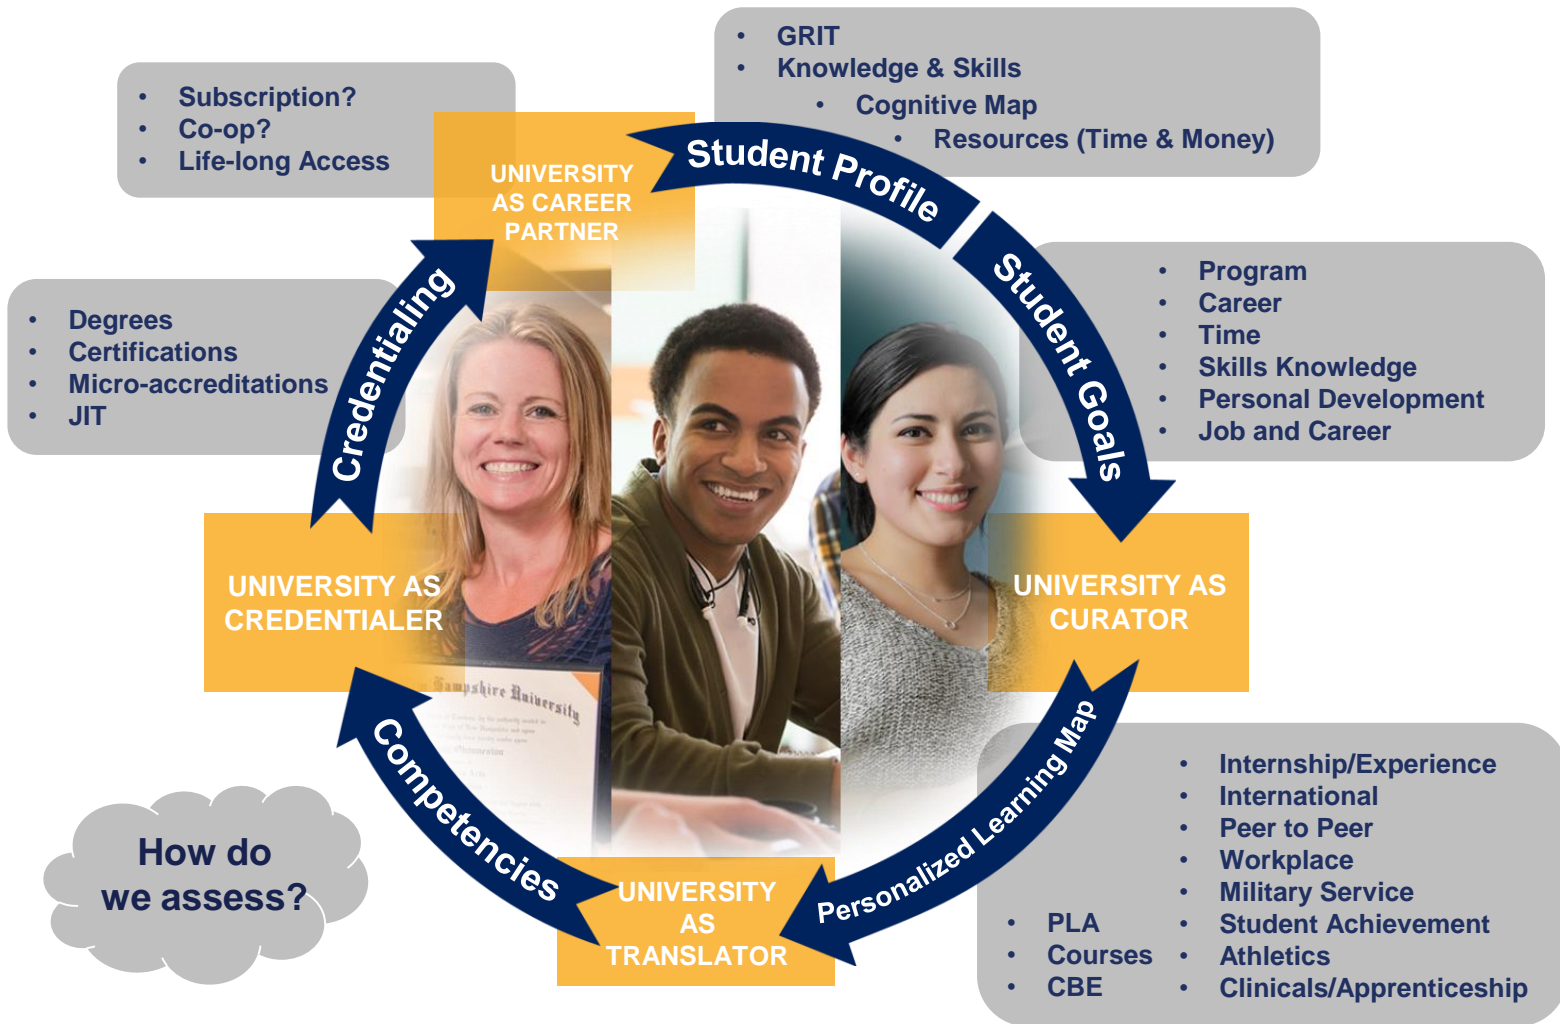 • GRIT
• Knowledge & Skills
• Cognitive Map
• Resources (Time & Money)
• Subscription?
• Co-op?
• Life-long Access
UNIVERSITY
AS CAREER
PARTNER
Student Profile
Student Goals
• Program
• Career
• Time
• Skills Knowledge
• Personal Development
• Job and Career
Credentialing
• Degrees
• Certifications
• Micro-accreditations
• JIT
UNIVERSITY AS
CREDENTIALER
UNIVERSITY AS
CURATOR
Hampshire University
Personalized Learning Map
Competencies
• Internship/Experience
• International
• Peer to Peer
• Workplace
• Military Service
• Student Achievement
• Athletics
• Clinicals/Apprenticeship
• PLA
• Courses
• CBE
UNIVERSITY
AS
TRANSLATOR
How do
we assess?